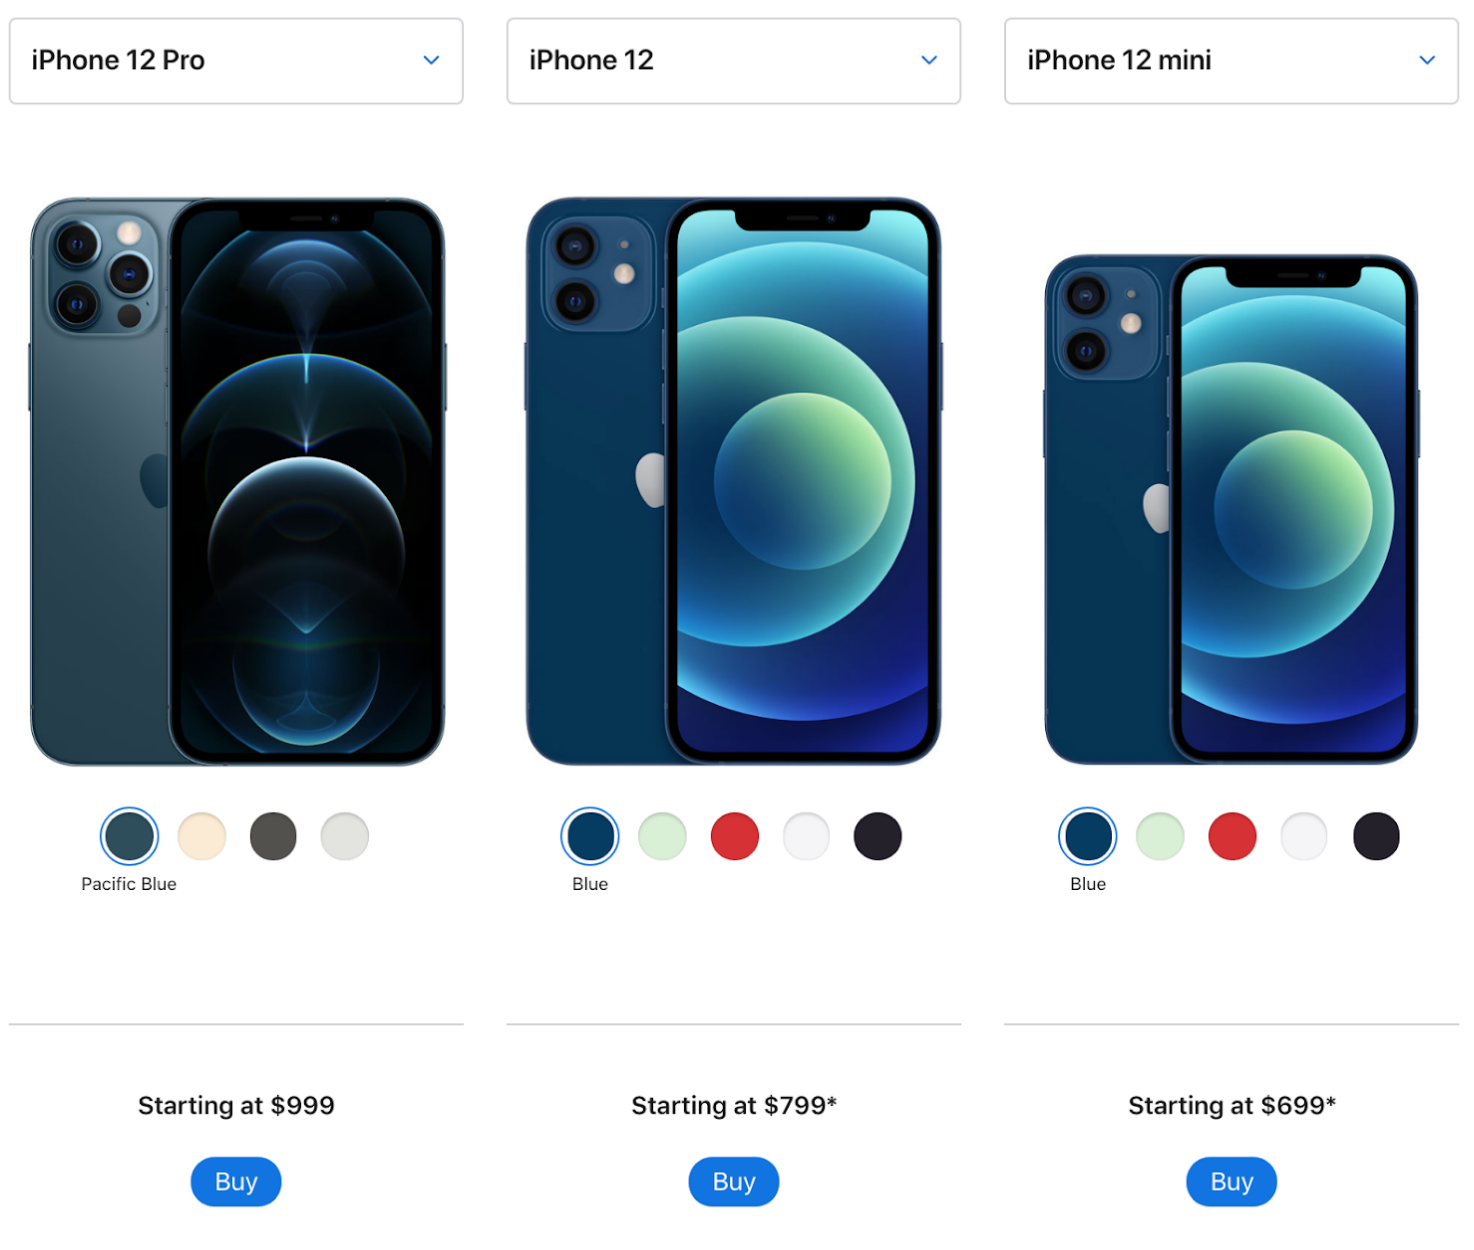 iPhone 12 Pro
iPhone 12
iPhone 12 mini
Pacific Blue
Blue
Blue
Starting at $999
Starting at $799*
Starting at $699*
Buy
Buy
Buy